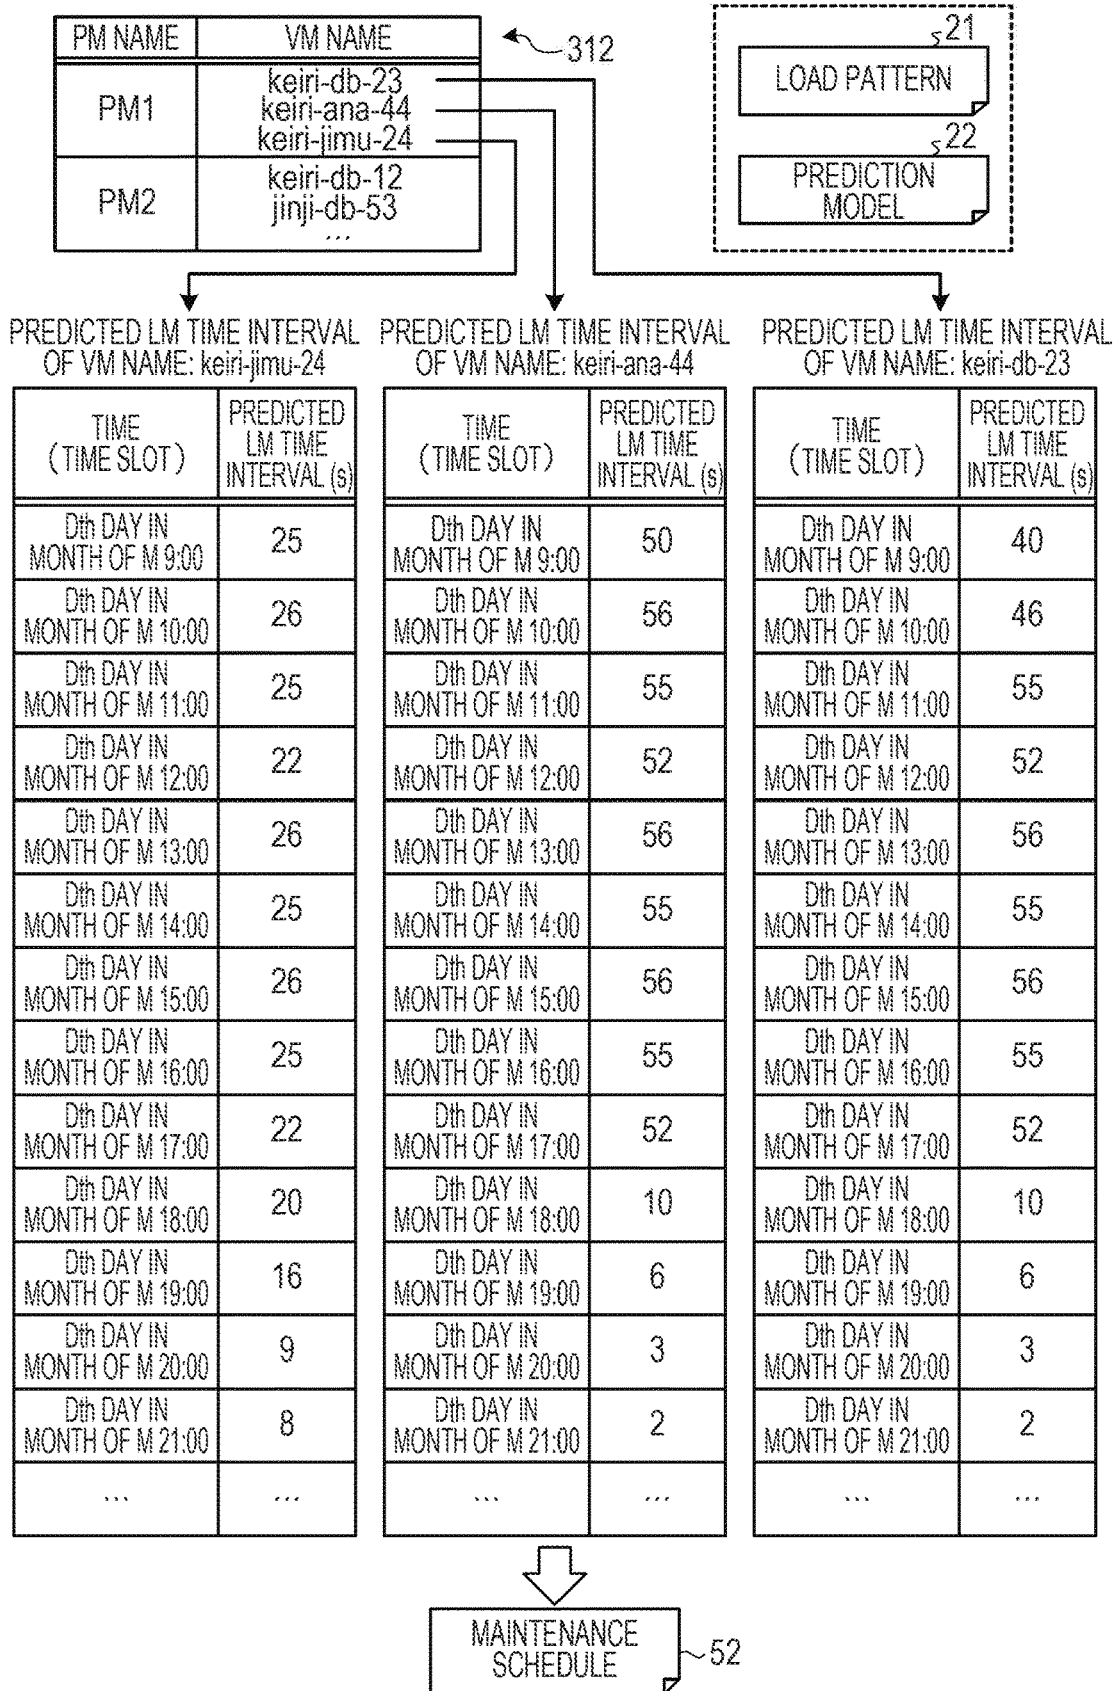 PM NAME VM NAME
312
PM1
keiri-db-23
keiri-ana-44
keiri-jimu-24
PM2
keiri-db-12
jinji-db-53
...
21
LOAD PATTERN
22
PREDICTION
MODEL
PREDICTED LM TIME INTERVAL
OF VM NAME: keiri-jimu-24
TIME
(TIME SLOT)
PREDICTED
LM TIME
INTERVAL (s)
Dth DAY IN
MONTH OF M 9:00
25
Dth DAY IN
MONTH OF M 10:00
26
Dth DAY IN
MONTH OF M 11:00
25
Dth DAY IN
MONTH OF M 12:00
22
Dth DAY IN
MONTH OF M 13:00
26
Dth DAY IN
MONTH OF M 14:00
25
Dth DAY IN
MONTH OF M 15:00
26
Dth DAY IN
MONTH OF M 16:00
25
Dth DAY IN
MONTH OF M 17:00
22
Dth DAY IN
MONTH OF M 18:00
20
Dth DAY IN
MONTH OF M 19:00
16
Dth DAY IN
MONTH OF M 20:00
9
Dth DAY IN
MONTH OF M 21:00
8
... ...
PREDICTED LM TIME INTERVAL
OF VM NAME: keiri-ana-44
TIME
(TIME SLOT)
PREDICTED
LM TIME
INTERVAL (s)
Dth DAY IN
MONTH OF M 9:00
50
Dth DAY IN
MONTH OF M 10:00
56
Dth DAY IN
MONTH OF M 11:00
55
Dth DAY IN
MONTH OF M 12:00
52
Dth DAY IN
MONTH OF M 13:00
56
Dth DAY IN
MONTH OF M 14:00
55
Dth DAY IN
MONTH OF M 15:00
56
Dth DAY IN
MONTH OF M 16:00
55
Dth DAY IN
MONTH OF M 17:00
52
Dth DAY IN
MONTH OF M 18:00
10
Dth DAY IN
MONTH OF M 19:00
6
Dth DAY IN
MONTH OF M 20:00
3
Dth DAY IN
MONTH OF M 21:00
2
... ...
PREDICTED LM TIME INTERVAL
OF VM NAME: keiri-db-23
TIME
(TIME SLOT)
PREDICTED
LM TIME
INTERVAL (s)
Dth DAY IN
MONTH OF M 9:00
40
Dth DAY IN
MONTH OF M 10:00
46
Dth DAY IN
MONTH OF M 11:00
55
Dth DAY IN
MONTH OF M 12:00
52
Dth DAY IN
MONTH OF M 13:00
56
Dth DAY IN
MONTH OF M 14:00
55
Dth DAY IN
MONTH OF M 15:00
56
Dth DAY IN
MONTH OF M 16:00
55
Dth DAY IN
MONTH OF M 17:00
52
Dth DAY IN
MONTH OF M 18:00
10
Dth DAY IN
MONTH OF M 19:00
6
Dth DAY IN
MONTH OF M 20:00
3
Dth DAY IN
MONTH OF M 21:00
2
... ...
MAINTENANCE
SCHEDULE
52